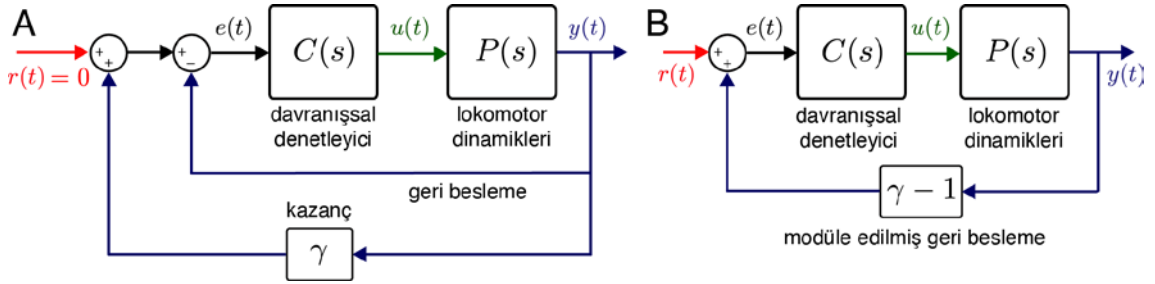 A
r(t) = 0
+
+
+
−
e(t)
C(s)
u(t)
P(s)
y(t)
davranışsal
denetleyici
lokomotor
dinamikleri
geri besleme
kazanç
γ
B
r(t)
+
+
e(t)
C(s)
u(t)
P(s)
y(t)
davranışsal
denetleyici
lokomotor
dinamikleri
γ − 1
modüle edilmiş geri besleme